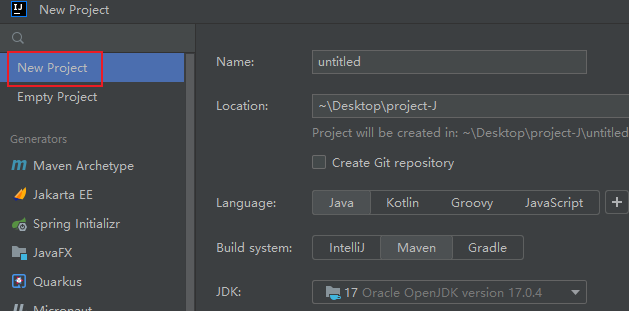 New Project
New Project
Empty Project
Generators
Maven Archetype
Jakarta EE
Spring Initializr
JavaFX
Quarkus
Micronaut
Name: untitled
Location: ~\Desktop\project-J
Project will be created in: ~\Desktop\project-J\untitled
Create Git repository
Language: Java Kotlin Groovy JavaScript +
Build system: IntelliJ Maven Gradle
JDK: 17 Oracle OpenJDK version 17.0.4